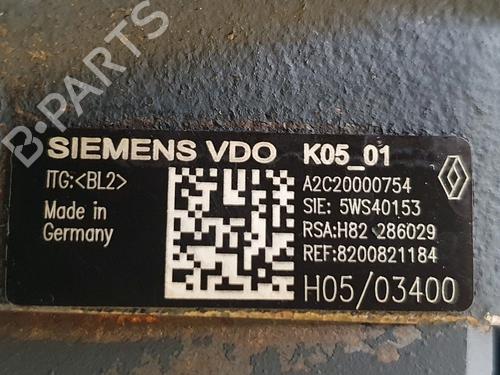 B-PARTS
SIEMENS VDO K05_01
ITG:<BL2> A2C20000754
Made in SIE: 5WS40153
Germany RSA:H82 286029
REF:8200821184
H05/03400